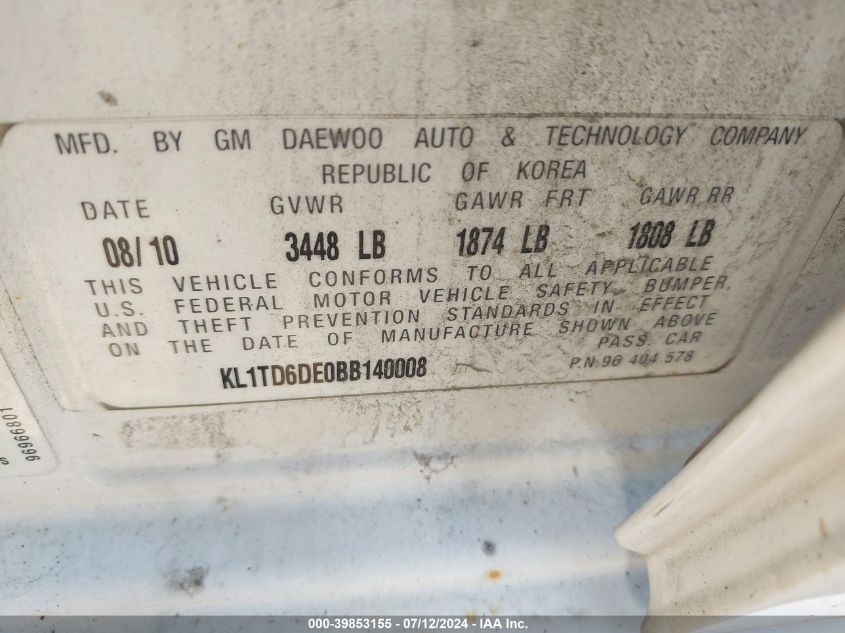 MFD. BY GM DAEWOO AUTO & TECHNOLOGY COMPANY
REPUBLIC OF KOREA
DATE GVWR GAWR FRT GAWR RR
08/10 3448 LB 1874 LB 1808 LB
THIS VEHICLE CONFORMS TO ALL APPLICABLE
U.S. FEDERAL MOTOR VEHICLE SAFETY, BUMPER,
AND THEFT PREVENTION STANDARDS IN EFFECT
ON THE DATE OF MANUFACTURE SHOWN ABOVE
PASS. CAR
KL1TD6DE0BB140008
P.N.96 404 578
000-39853155 - 07/12/2024 - IAAI.com